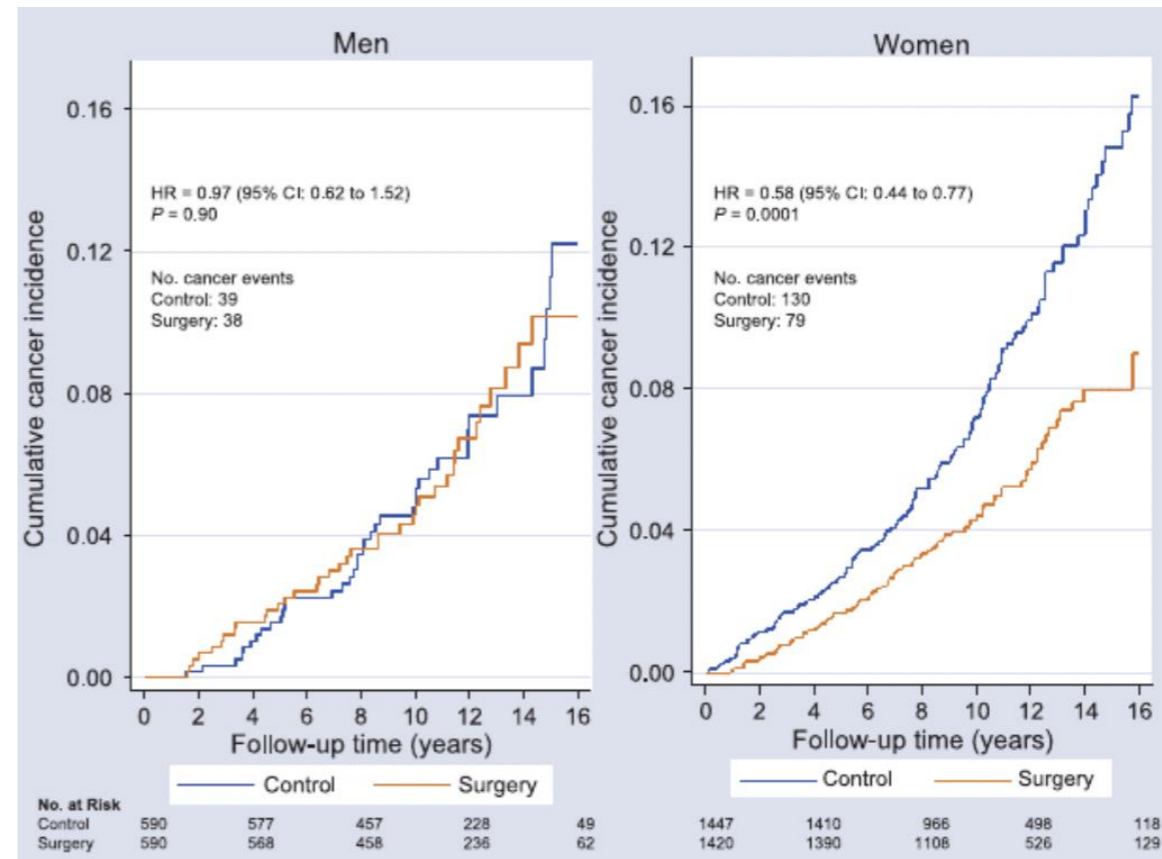 Men
Cumulative cancer incidence
0.16
0.12
0.08
0.04
0.00
HR = 0.97 (95% CI: 0.62 to 1.52)
P = 0.90
No. cancer events
Control: 39
Surgery: 38
0 2 4 6 8 10 12 14 16
Follow-up time (years)
Control Surgery
No. at Risk
Control 590 577 457 228 49
Surgery 590 568 458 236 62
Women
Cumulative cancer incidence
0.16
0.12
0.08
0.04
0.00
HR = 0.58 (95% CI: 0.44 to 0.77)
P = 0.0001
No. cancer events
Control: 130
Surgery: 79
0 2 4 6 8 10 12 14 16
Follow-up time (years)
Control Surgery
1447 1410 966 498 118
1420 1390 1108 526 129